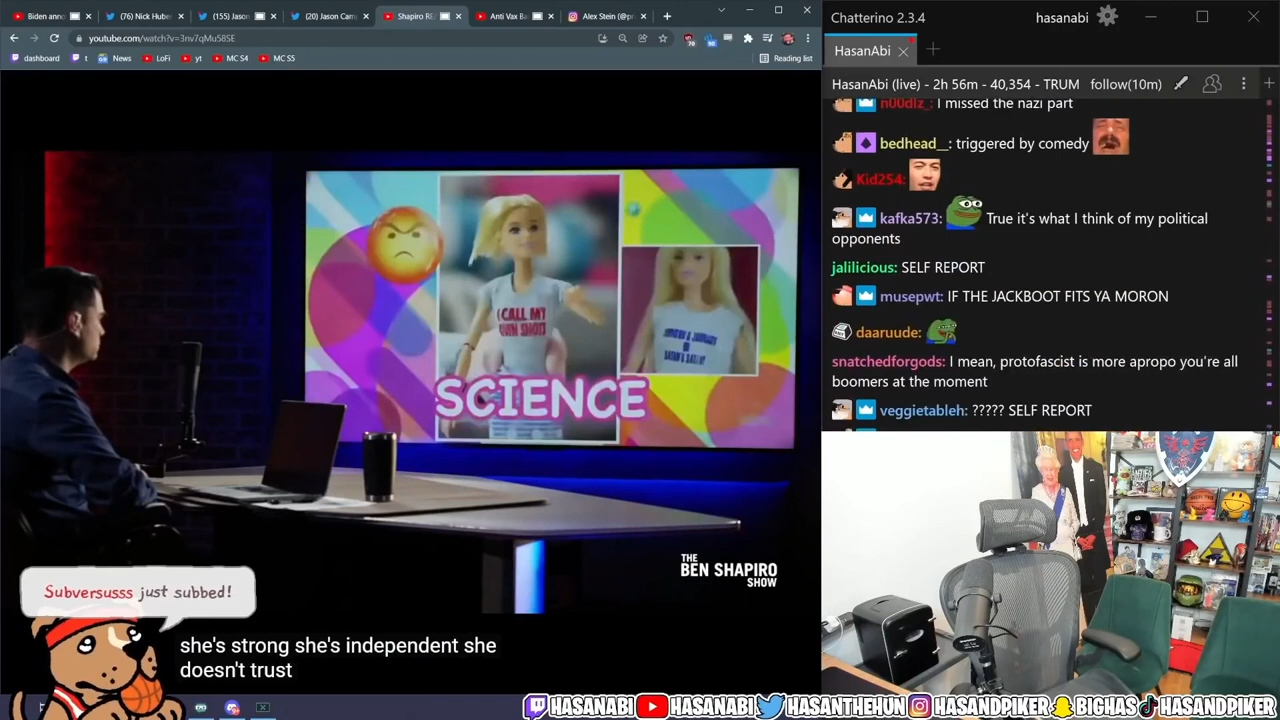 Biden anno
(76) Nick Huber
(155) Jason
(20) Jason Cam
Shapiro RE
Anti Vax Ba
Alex Stein (@p
youtube.com/watch?v=3nv7qMu58SE
dashboard
t
News
LoFi
yt
MC S4
MC S5
Reading list
I CALL MY
OWN SHOTS
SCIENCE
THE
BEN SHAPIRO
SHOW
Subversusss just subbed!
she's strong she's independent she
doesn't trust
Chatterino 2.3.4
hasanabi
HasanAbi
HasanAbi (live) - 2h 56m - 40,354 - TRUM
follow(10m)
n00dlz_: I missed the nazi part
bedhead__: triggered by comedy
Kid254:
kafka573: True it's what I think of my political
opponents
jalilicious: SELF REPORT
musepwt: IF THE JACKBOOT FITS YA MORON
daaruude:
snatchedforgods: I mean, protofascist is more apropo you're all
boomers at the moment
veggietableh: ????? SELF REPORT
HASANABI HASANABI HASANTHEHUN HASANDPIKER BIGHAS HASANDPIKER